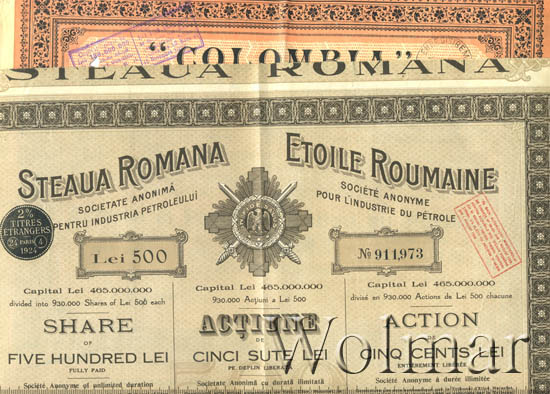 "COLOMBIA"
STEAUA ROMANA
STEAUA ROMANA
SOCIETATE ANONIMĂ
PENTRU INDUSTRIA PETROLEULUI
ETOILE ROUMAINE
SOCIÉTÉ ANONYME
POUR L'INDUSTRIE DU PÉTROLE
2%
TITRES
ÉTRANGERS
24 PARIS 4
1924
Lei 500
№ 911,973
Capital Lei 465.000.000
divided into 930.000 Shares of Lei 500 each
SHARE
OF
FIVE HUNDRED LEI
FULLY PAID
Société Anonyme of unlimited duration
Capital Lei 465.000.000
930.000 Acțiuni a Lei 500
ACȚIENE
DE
CINCI SUTE LEI
PE DEPLIN LIBERATĂ
Societate Anonimă cu durată ilimitată
Capital Lei 465.000.000
divisé en 930.000 Actions de Lei 500 chacune
ACTION
DE
CINQ CENTS LEI
ENTIÈREMENT LIBÉRÉE
Société Anonyme à durée illimitée
Wolmar